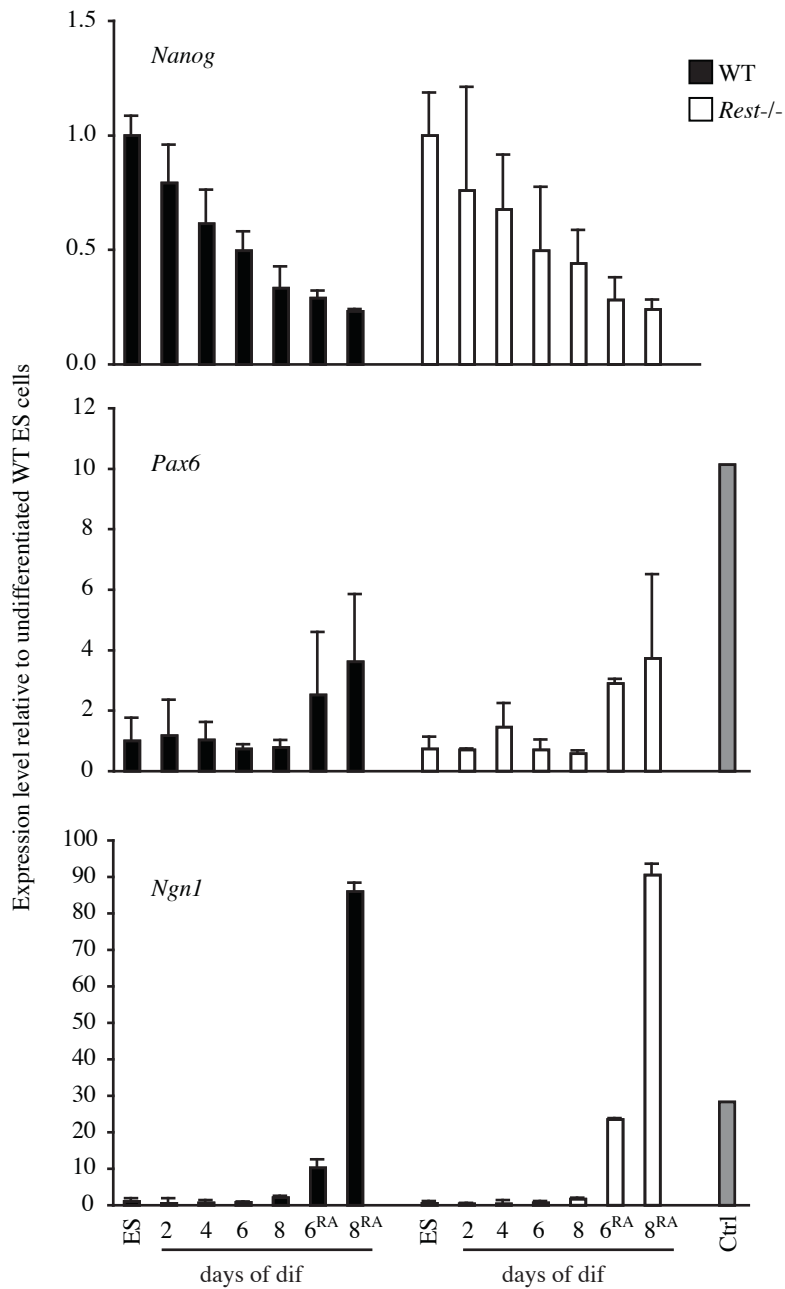 Expression level relative to undifferentiated WT ES cells
1.5
Nanog
WT
Rest-/-
1.0
0.5
0.0
12
Pax6
10
8
6
4
2
0
100
Ngn1
90
80
70
60
50
40
30
20
10
0
ES 2 4 6 8 6RA 8RA ES 2 4 6 8 6RA 8RA Ctrl
days of dif days of dif